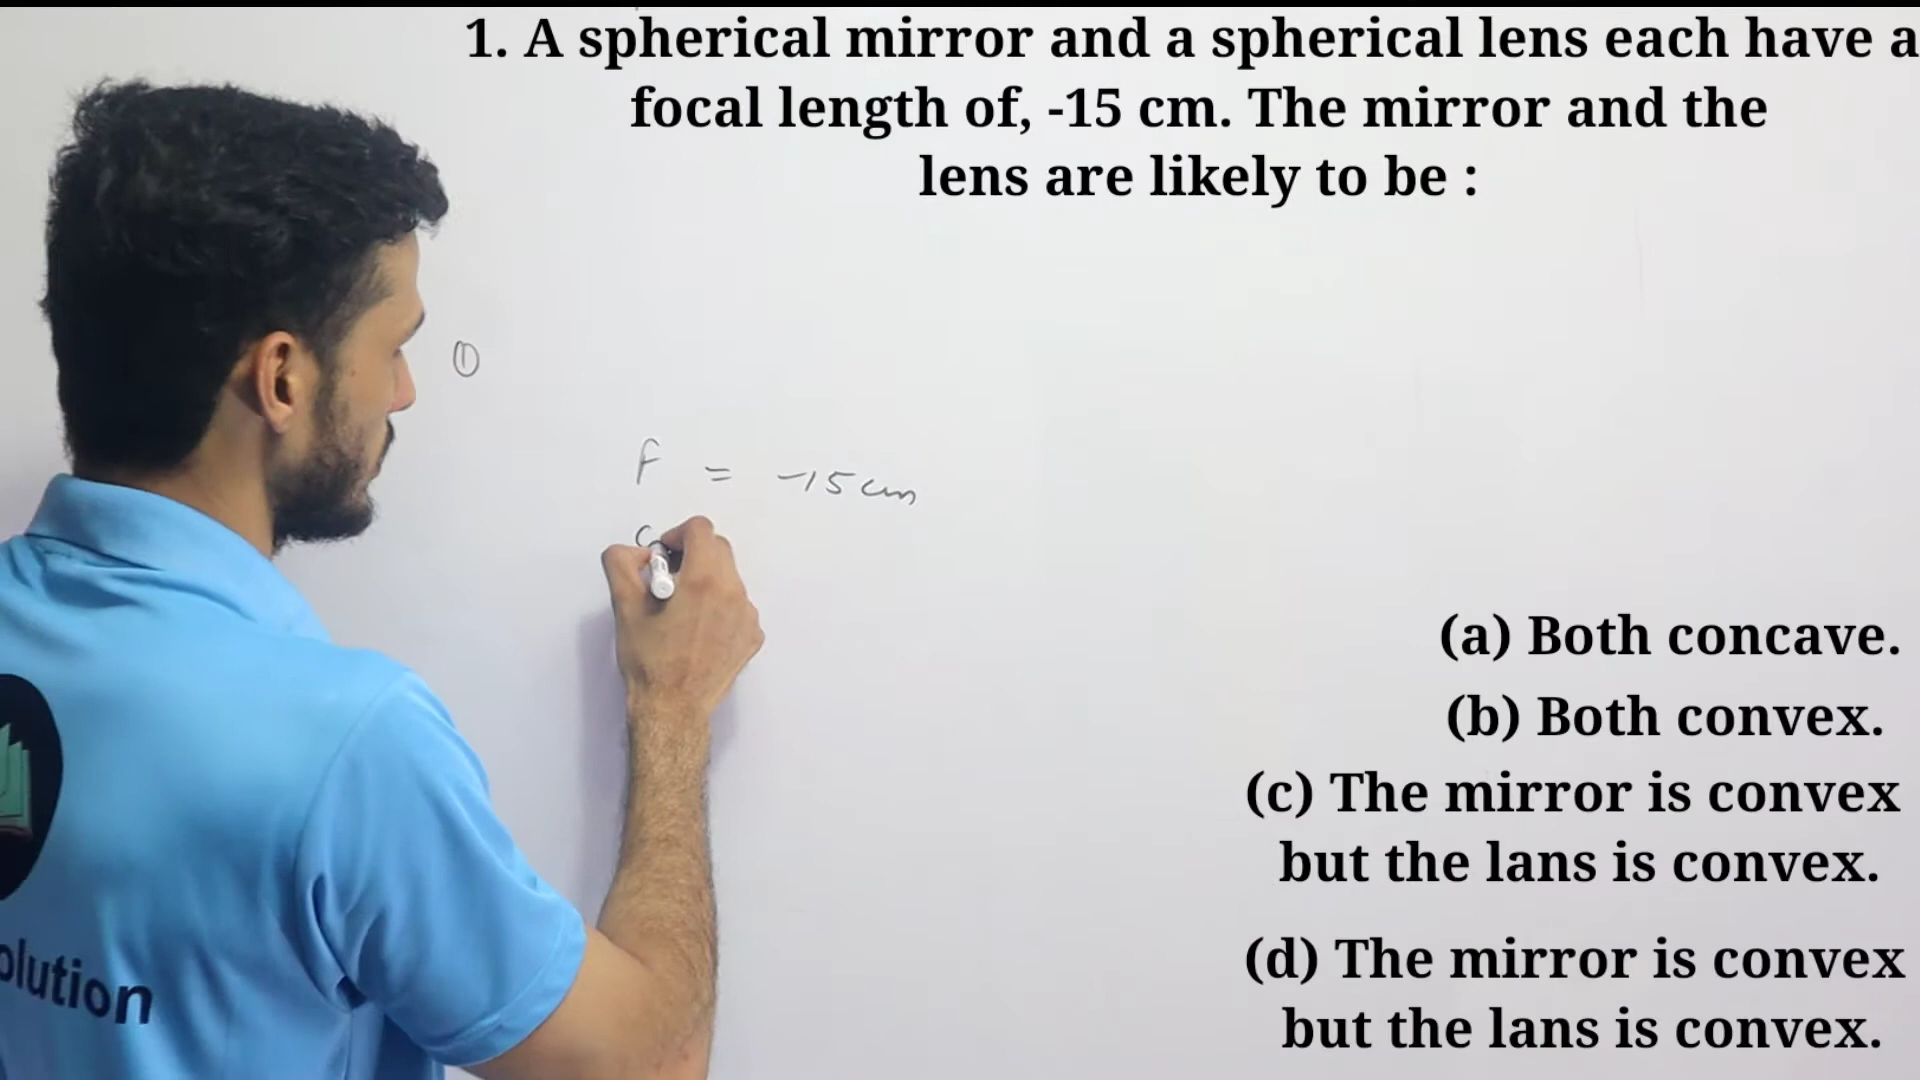 1. A spherical mirror and a spherical lens each have a
focal length of, -15 cm. The mirror and the
lens are likely to be :
①
f = -15 cm
(a) Both concave.
(b) Both convex.
(c) The mirror is convex
but the lans is convex.
(d) The mirror is convex
but the lans is convex.
olution